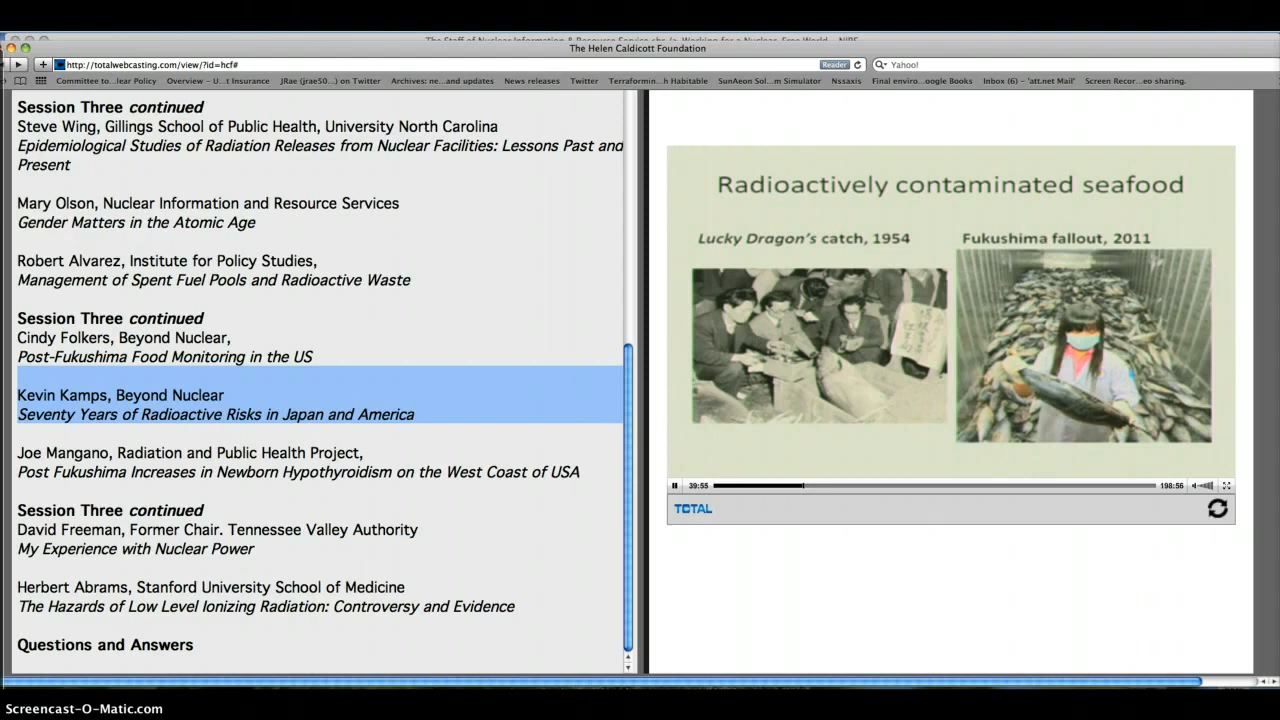 The Helen Caldicott Foundation
http://totalwebcasting.com/view/?id=hcf#
Reader
Yahoo!
Committee to...lear Policy
Overview – U...t Insurance
JRae (jrae50...) on Twitter
Archives: ne...and updates
News releases
Twitter
Terraformin...h Habitable
SunAeon Sol...m Simulator
Nssaxis
Final enviro...oogle Books
Inbox (6) – 'att.net Mail'
Screen Recor...eo sharing.
Session Three continued
Steve Wing, Gillings School of Public Health, University North Carolina
Epidemiological Studies of Radiation Releases from Nuclear Facilities: Lessons Past and
Present
Mary Olson, Nuclear Information and Resource Services
Gender Matters in the Atomic Age
Robert Alvarez, Institute for Policy Studies,
Management of Spent Fuel Pools and Radioactive Waste
Session Three continued
Cindy Folkers, Beyond Nuclear,
Post-Fukushima Food Monitoring in the US
Kevin Kamps, Beyond Nuclear
Seventy Years of Radioactive Risks in Japan and America
Joe Mangano, Radiation and Public Health Project,
Post Fukushima Increases in Newborn Hypothyroidism on the West Coast of USA
Session Three continued
David Freeman, Former Chair. Tennessee Valley Authority
My Experience with Nuclear Power
Herbert Abrams, Stanford University School of Medicine
The Hazards of Low Level Ionizing Radiation: Controversy and Evidence
Questions and Answers
Radioactively contaminated seafood
Lucky Dragon's catch, 1954
Fukushima fallout, 2011
39:55
198:56
TOTAL
Screencast-O-Matic.com